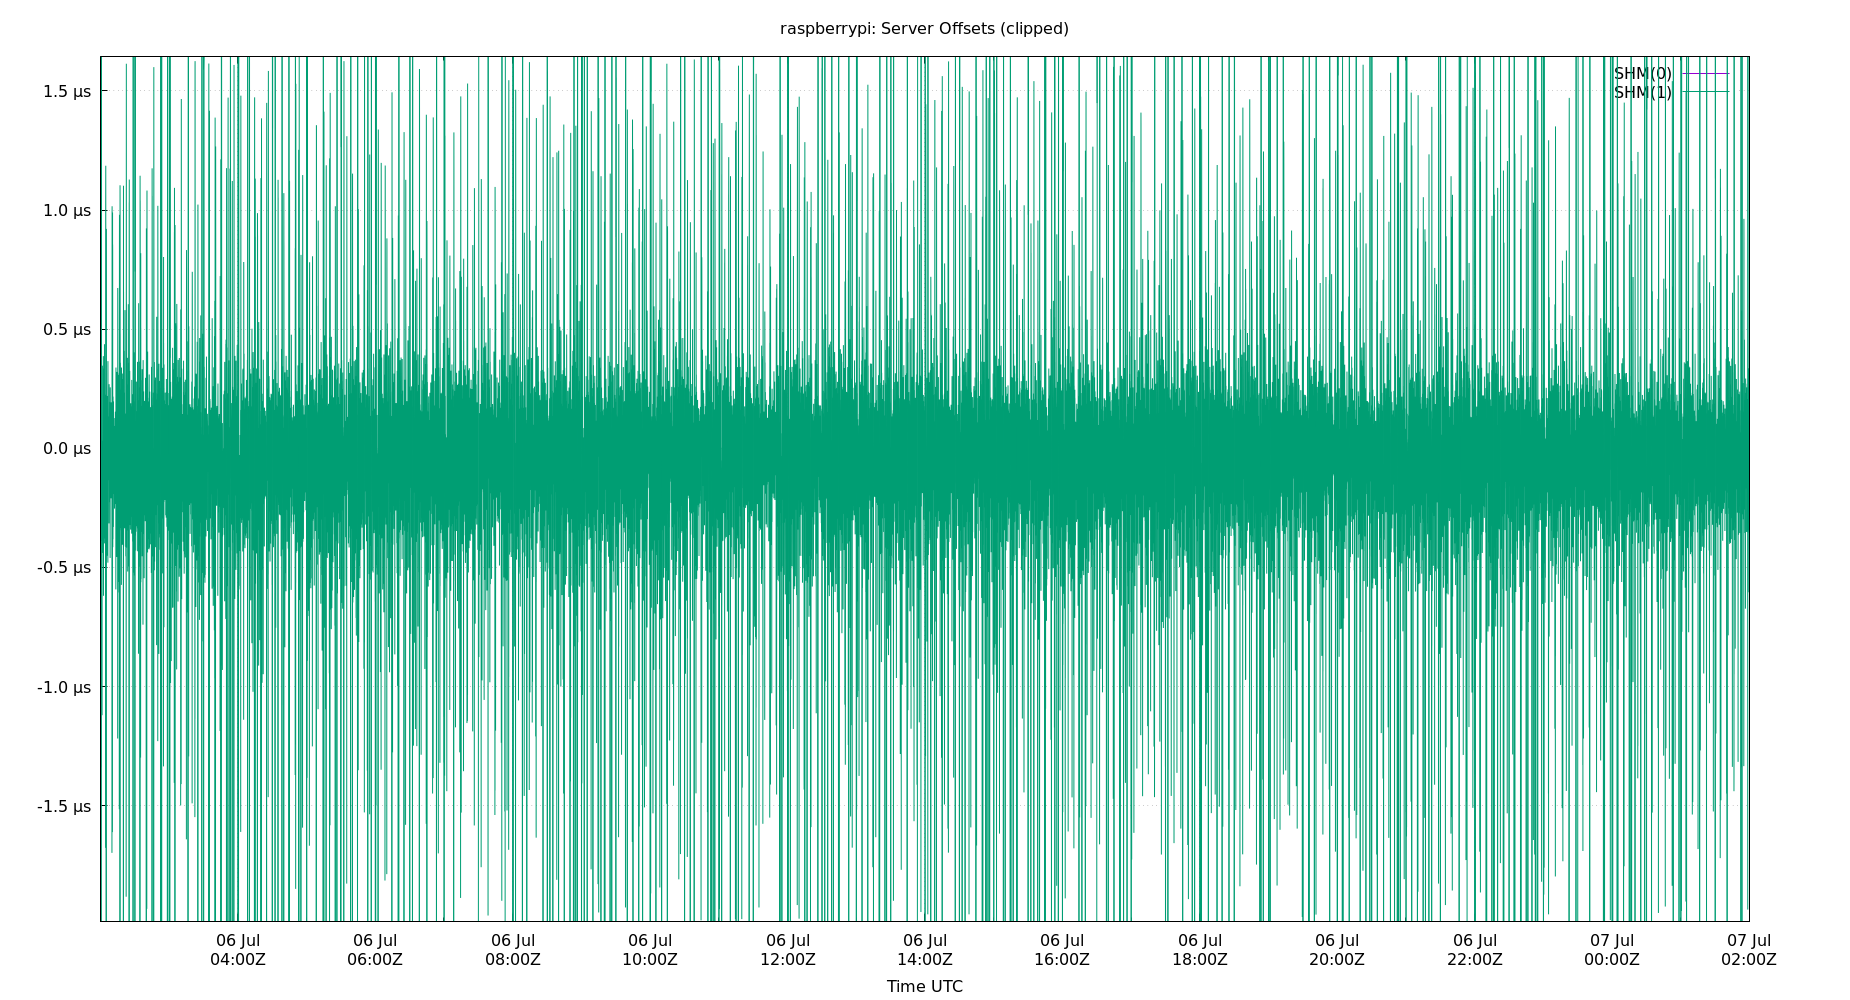 raspberrypi: Server Offsets (clipped)
SHM(0)
SHM(1)
1.5 µs
1.0 µs
0.5 µs
0.0 µs
-0.5 µs
-1.0 µs
-1.5 µs
06 Jul 06 Jul 06 Jul 06 Jul 06 Jul 06 Jul 06 Jul 06 Jul 06 Jul 06 Jul 07 Jul 07 Jul
04:00Z 06:00Z 08:00Z 10:00Z 12:00Z 14:00Z 16:00Z 18:00Z 20:00Z 22:00Z 00:00Z 02:00Z
Time UTC